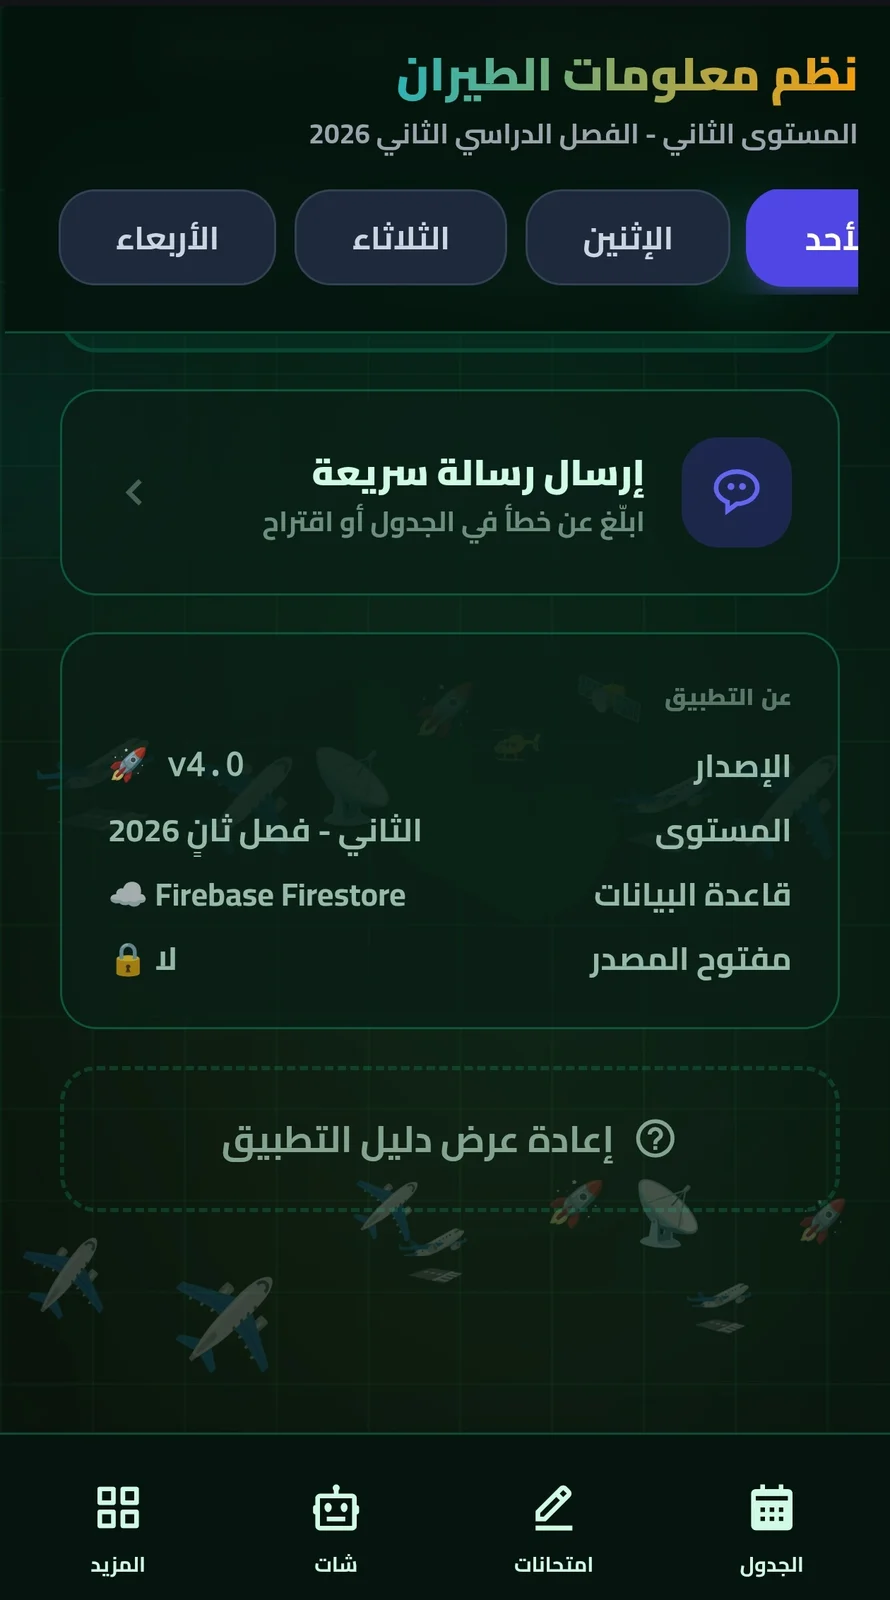 نظم معلومات الطيران
المستوى الثاني - الفصل الدراسي الثاني 2026
أحد
الإثنين
الثلاثاء
الأربعاء
إرسال رسالة سريعة
ابلّغ عن خطأ في الجدول أو اقتراح
عن التطبيق
الإصدار v4.0 🚀
المستوى الثاني - فصل ثانٍ 2026
قاعدة البيانات Firebase Firestore ☁️
مفتوح المصدر لا 🔒
إعادة عرض دليل التطبيق
الجدول
امتحانات
شات
المزيد